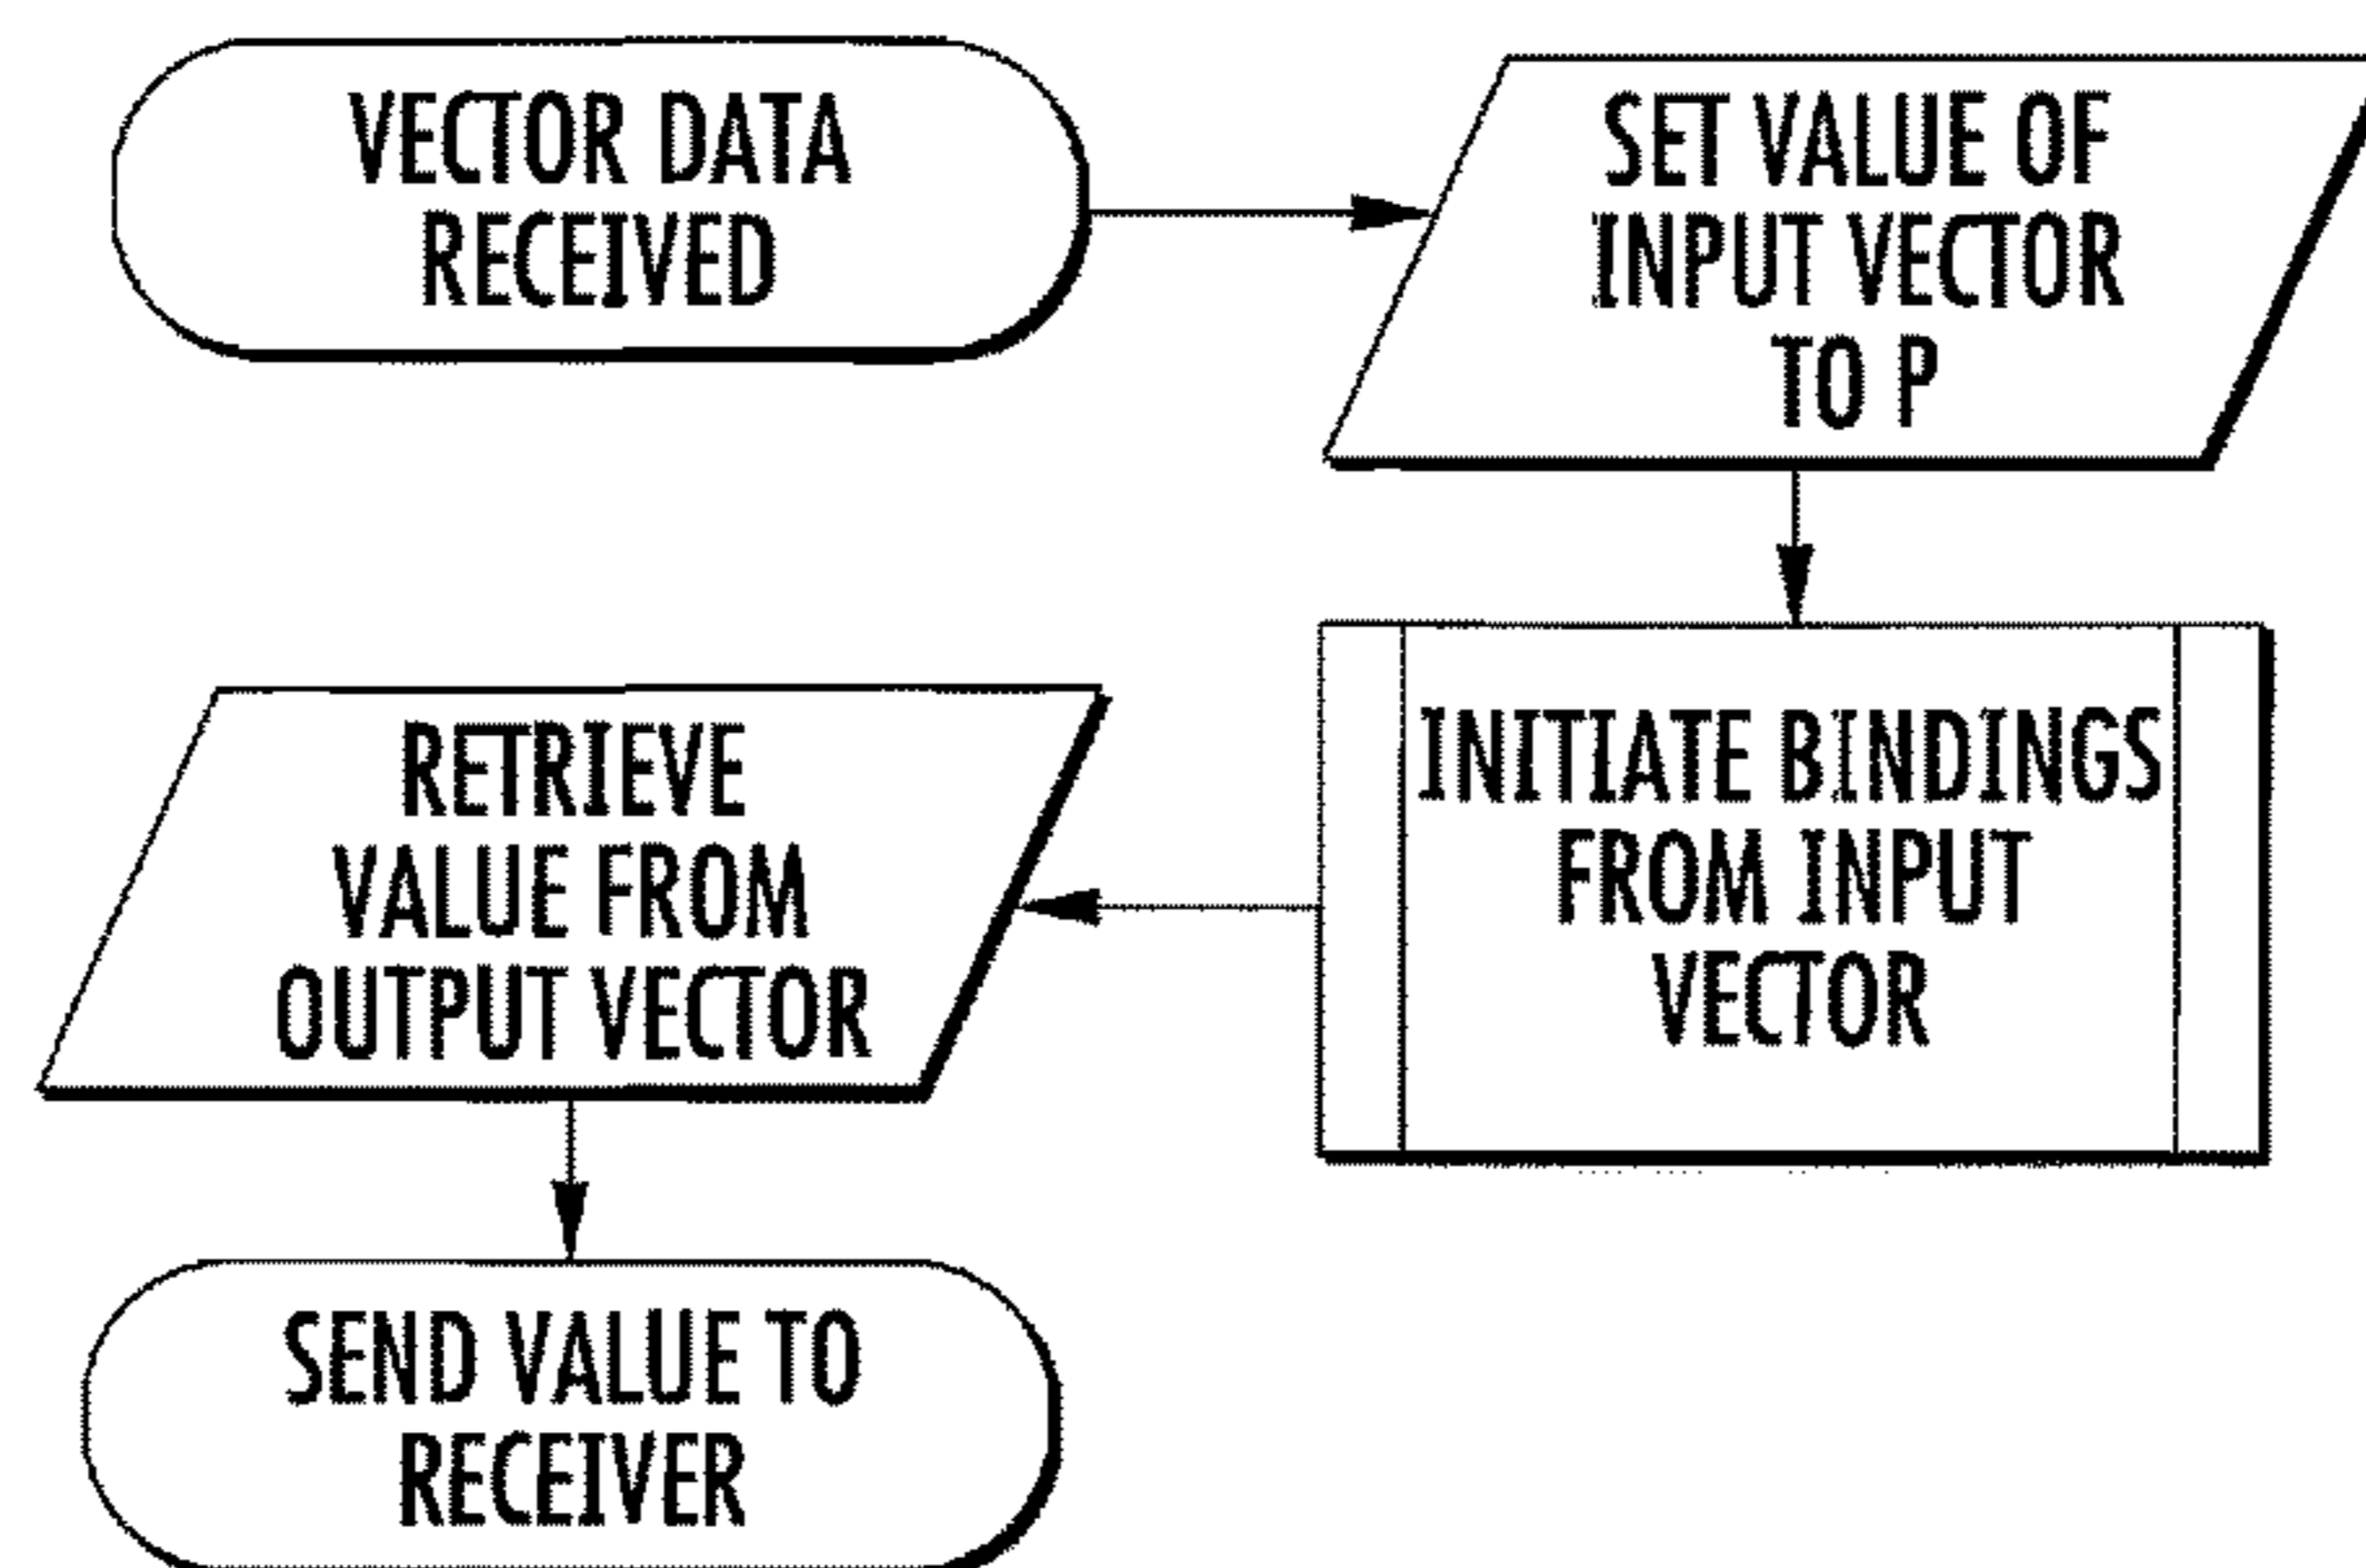 VECTOR DATA
RECEIVED
SET VALUE OF
INPUT VECTOR
TO P
INITIATE BINDINGS
FROM INPUT
VECTOR
RETRIEVE
VALUE FROM
OUTPUT VECTOR
SEND VALUE TO
RECEIVER